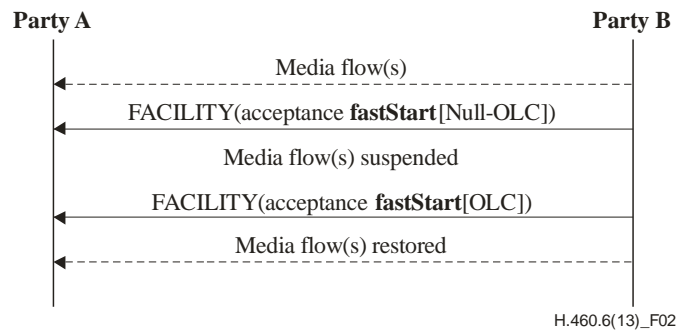 Party A Party B
Media flow(s)
FACILITY(acceptance fastStart[Null-OLC])
Media flow(s) suspended
FACILITY(acceptance fastStart[OLC])
Media flow(s) restored
H.460.6(13)_F02